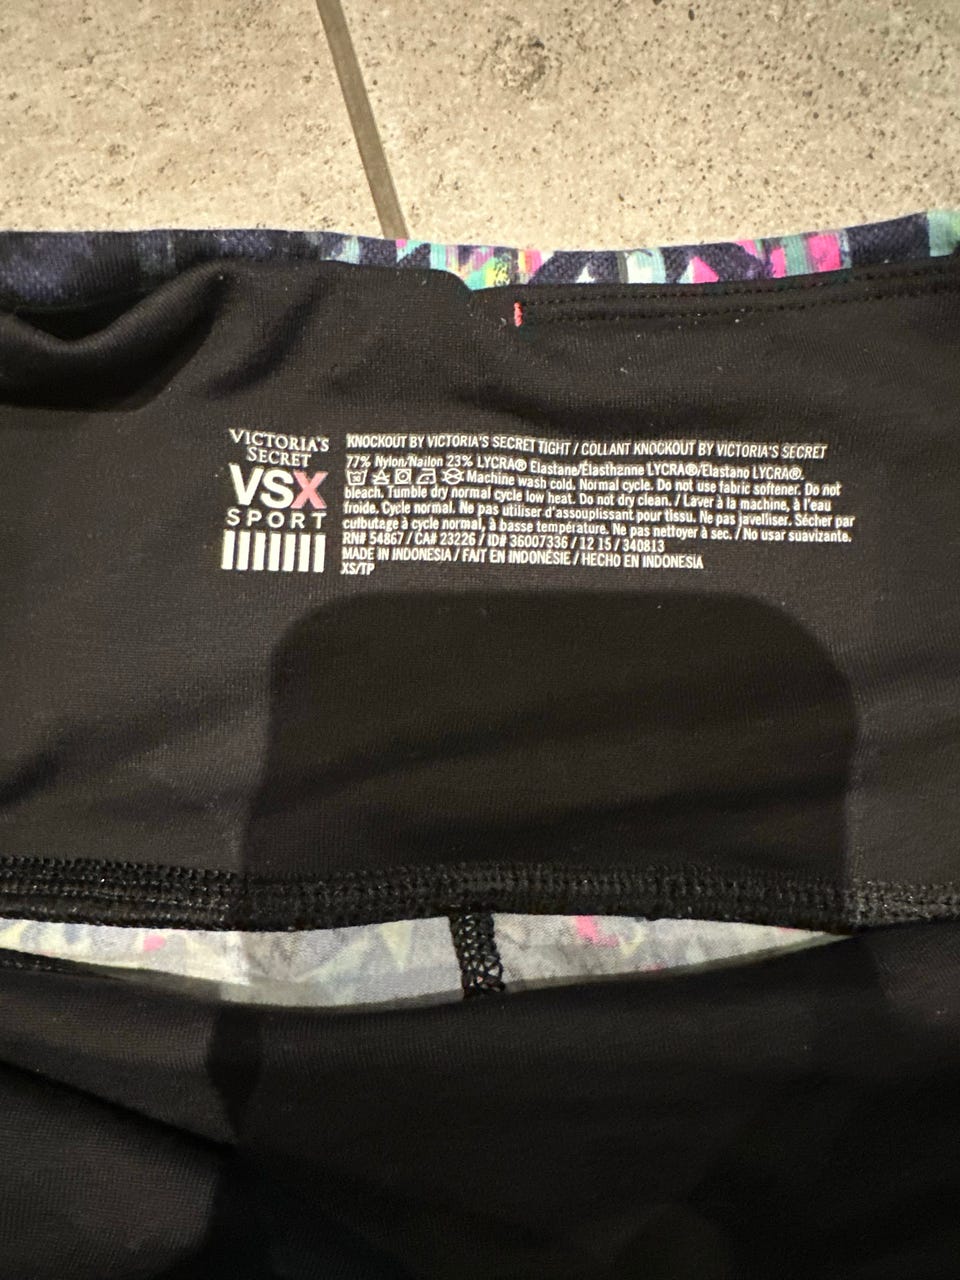 VICTORIA'S
SECRET
VSX
SPORT
KNOCKOUT BY VICTORIA'S SECRET TIGHT / COLLANT KNOCKOUT BY VICTORIA'S SECRET
77% Nylon/Nailon 23% LYCRA® Elastane/Élasthanne LYCRA®/Elastano LYCRA®.
Machine wash cold. Normal cycle. Do not use fabric softener. Do not
bleach. Tumble dry normal cycle low heat. Do not dry clean. / Laver à la machine, à l'eau
froide. Cycle normal. Ne pas utiliser d'assouplissant pour tissu. Ne pas javelliser. Sécher par
culbutage à cycle normal, à basse température. Ne pas nettoyer à sec. / No usar suavizante.
RN# 54867 / CA# 23226 / ID# 36007336 / 12 15 / 340813
MADE IN INDONESIA / FAIT EN INDONÉSIE / HECHO EN INDONESIA
XS/TP